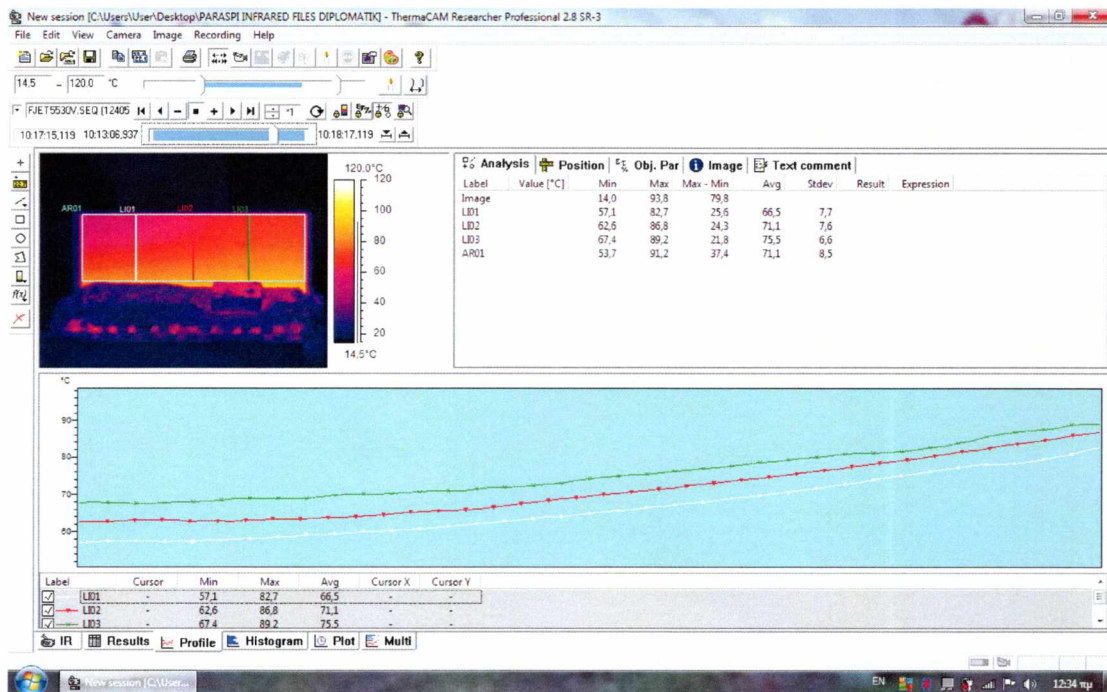 New session [C:\Users\User\Desktop\PARASPI INFRARED FILES DIPLOMATIK] - ThermaCAM Researcher Professional 2.8 SR-3
File Edit View Camera Image Recording Help
14,5 - 120.0 °C
FJET5530V.SEQ [12405
10:17:15,119 10:13:06,937 10:18:17,119
120.0°C
120
100
80
60
40
20
14.5°C
AR01 LI01 LI02 LI03
Analysis Position Obj. Par Image Text comment
Label Value [°C] Min Max Max - Min Avg Stdev Result Expression
Image 14,0 93,8 79,8
LI01 57,1 82,7 25,6 66,5 7,7
LI02 62,6 86,8 24,3 71,1 7,6
LI03 67,4 89,2 21,8 75,5 6,6
AR01 53,7 91,2 37,4 71,1 8,5
°C
90
80
70
60
Label Cursor Min Max Avg Cursor X Cursor Y
LI01 - 57,1 82,7 66,5 - -
LI02 - 62,6 86,8 71,1 - -
LI03 - 67,4 89,2 75,5 - -
IR Results Profile Histogram Plot Multi
New session [C:\User...
EN 12:34 πμ